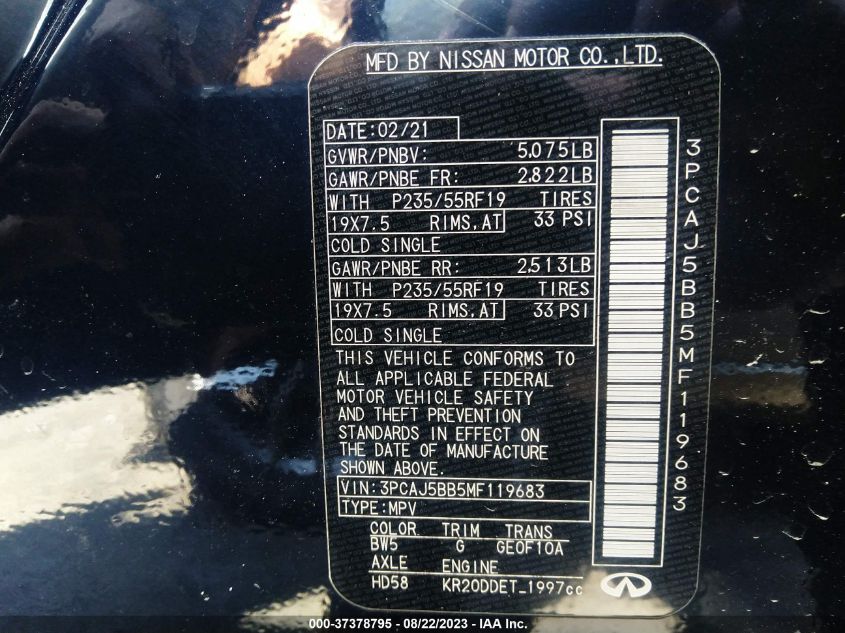 MFD BY NISSAN MOTOR CO.,LTD.
DATE:02/21
GVWR/PNBV: 5,075LB
GAWR/PNBE FR: 2,822LB
WITH P235/55RF19 TIRES
19X7.5 RIMS,AT 33 PSI
COLD SINGLE
GAWR/PNBE RR: 2,513LB
WITH P235/55RF19 TIRES
19X7.5 RIMS,AT 33 PSI
COLD SINGLE
THIS VEHICLE CONFORMS TO
ALL APPLICABLE FEDERAL
MOTOR VEHICLE SAFETY
AND THEFT PREVENTION
STANDARDS IN EFFECT ON
THE DATE OF MANUFACTURE
SHOWN ABOVE.
VIN:3PCAJ5BB5MF119683
TYPE:MPV
COLOR TRIM TRANS
BW5 G GE0F10A
AXLE ENGINE
HD58 KR20DDET_1997cc
3PCAJ5BB5MF119683
000-37378795 - 08/22/2023 - IAA Inc.